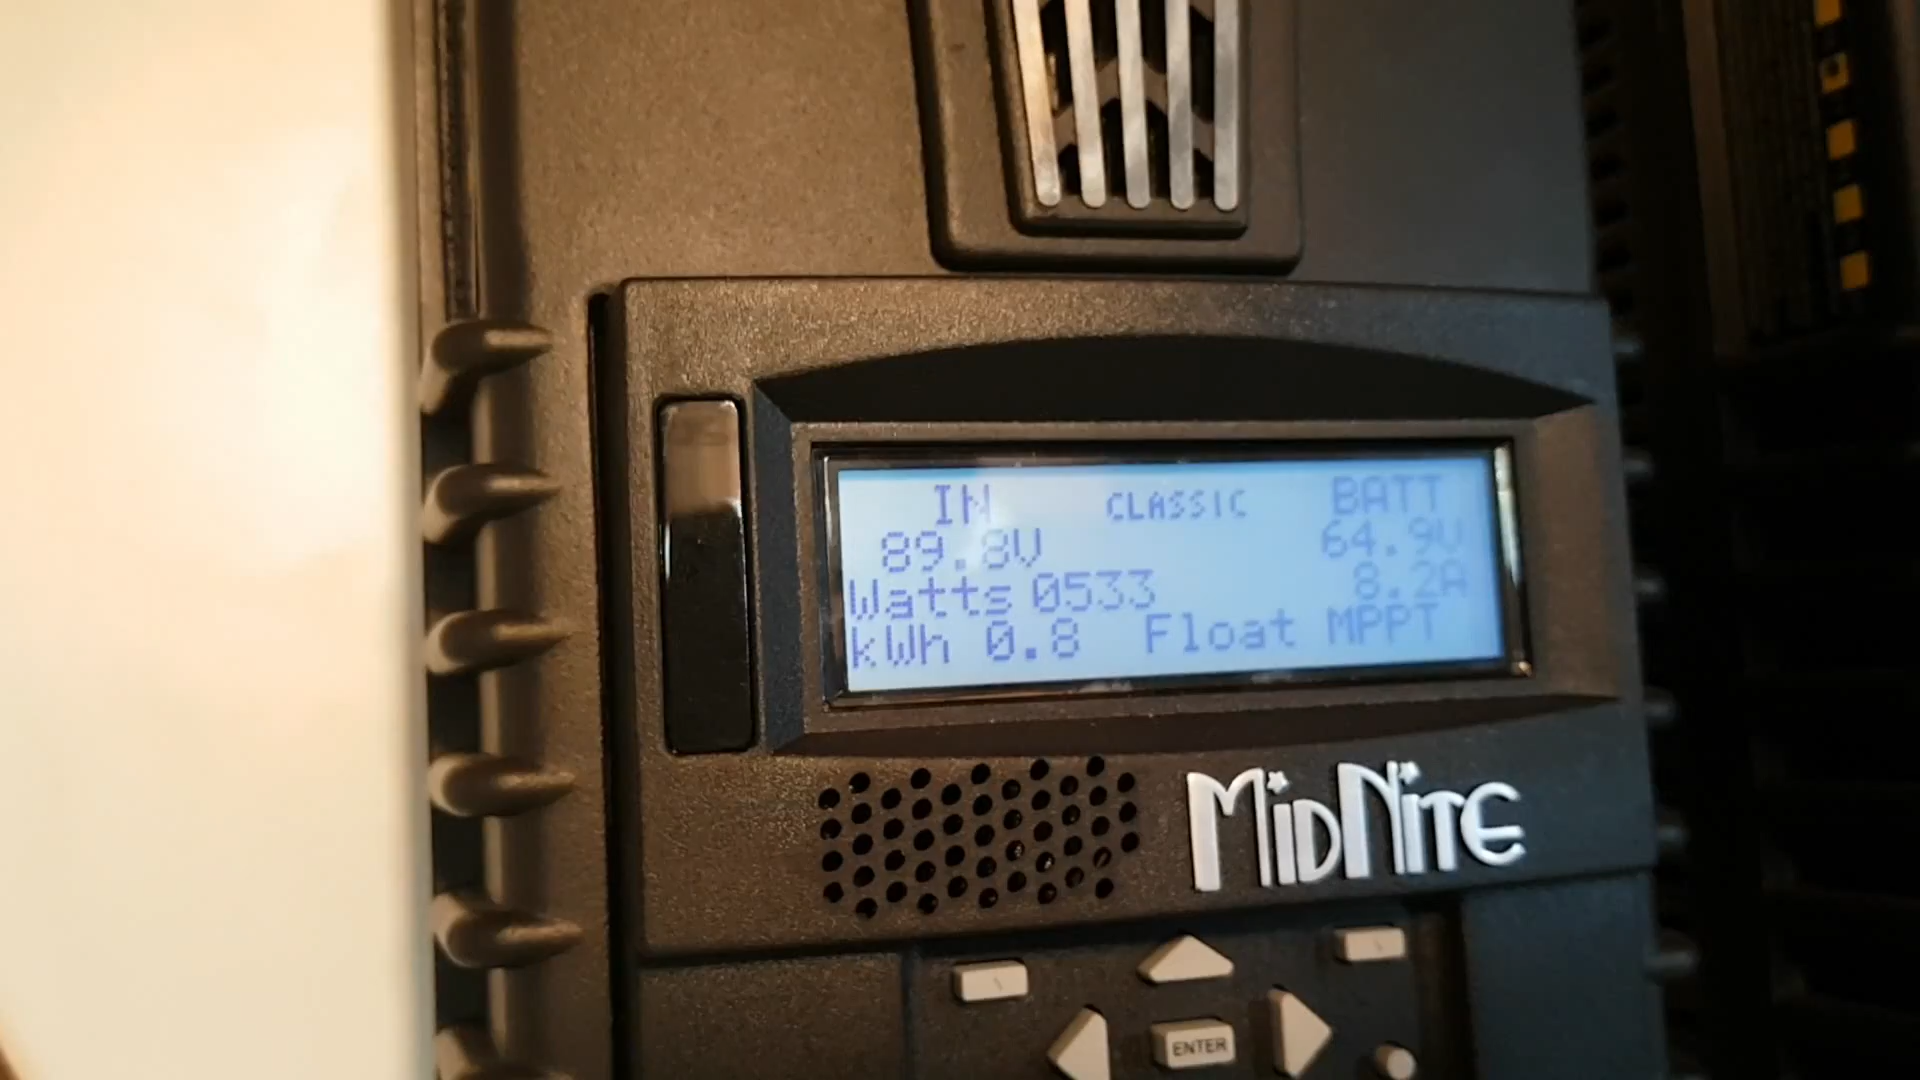 IN CLASSIC BATT
89.8V 64.9V
Watts 0533 8.2A
kWh 0.8 Float MPPT
MIDNITE
ENTER